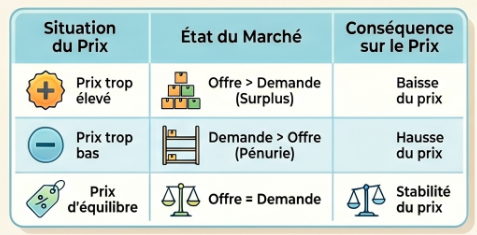 Situation
du Prix
État du Marché
Conséquence
sur le Prix
Prix trop
élevé
Offre > Demande
(Surplus)
Baisse
du prix
Prix trop
bas
Demande > Offre
(Pénurie)
Hausse
du prix
Prix
d'équilibre
Offre = Demande
Stabilité
du prix